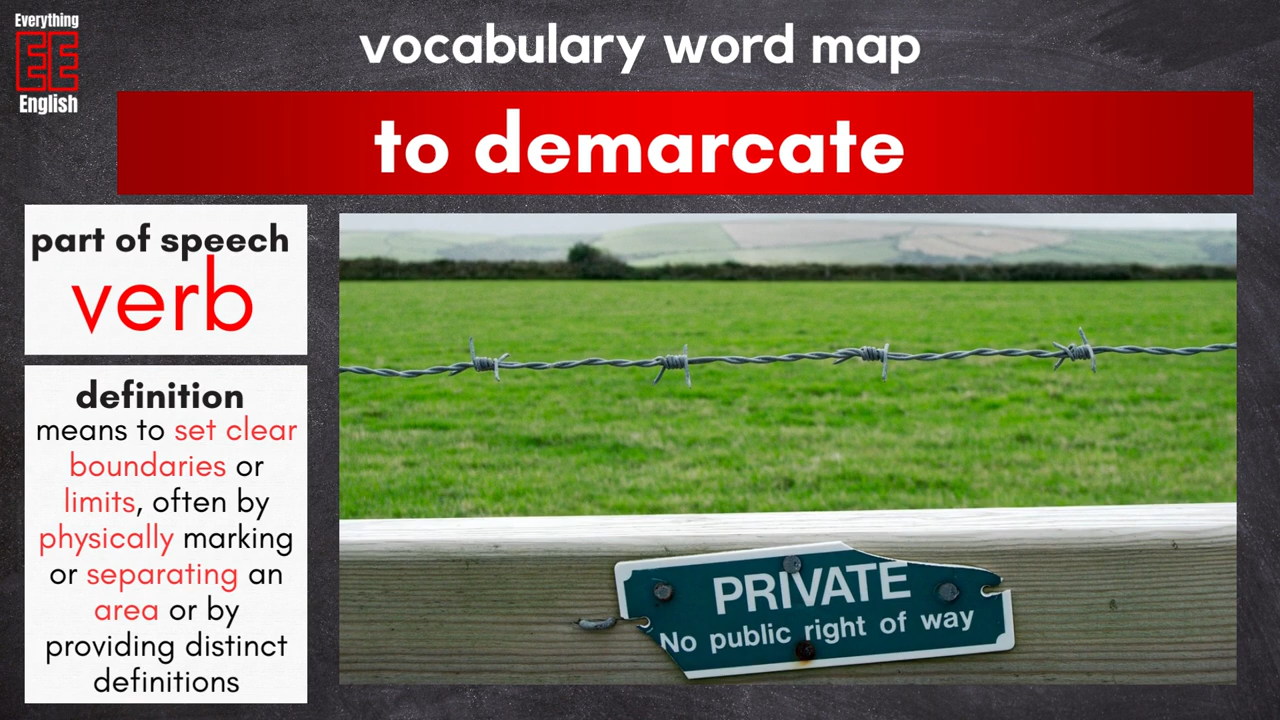 Everything
EE
English
vocabulary word map
to demarcate
part of speech
verb
definition
means to set clear
boundaries or
limits, often by
physically marking
or separating an
area or by
providing distinct
definitions
PRIVATE
No public right of way